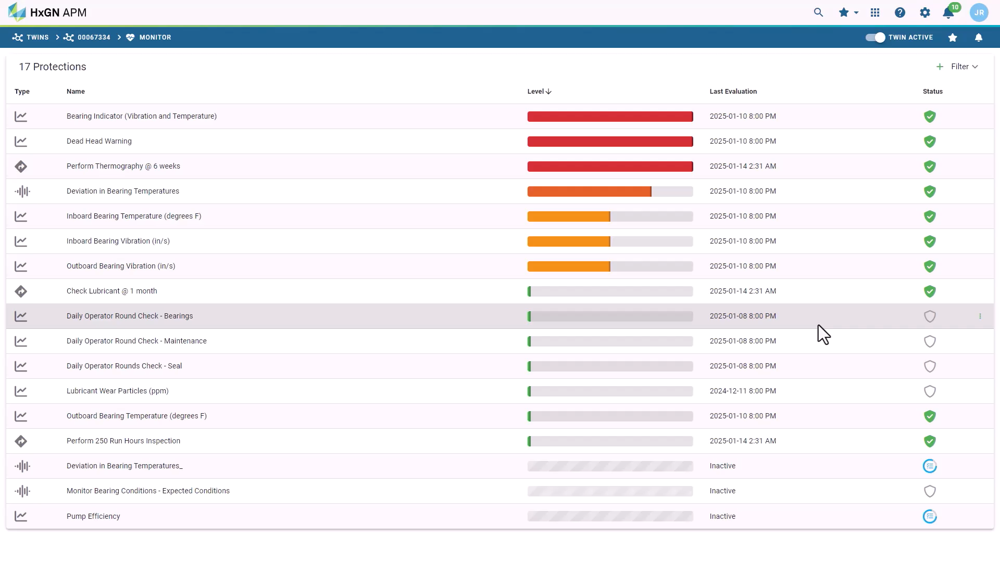 HxGN APM
10
JR
TWINS > 00067334 > MONITOR
TWIN ACTIVE
17 Protections
+ Filter
Type Name Level Last Evaluation Status
Bearing Indicator (Vibration and Temperature) 2025-01-10 8:00 PM
Dead Head Warning 2025-01-10 8:00 PM
Perform Thermography @ 6 weeks 2025-01-14 2:31 AM
Deviation in Bearing Temperatures 2025-01-10 8:00 PM
Inboard Bearing Temperature (degrees F) 2025-01-10 8:00 PM
Inboard Bearing Vibration (in/s) 2025-01-10 8:00 PM
Outboard Bearing Vibration (in/s) 2025-01-10 8:00 PM
Check Lubricant @ 1 month 2025-01-14 2:31 AM
Daily Operator Round Check - Bearings 2025-01-08 8:00 PM
Daily Operator Round Check - Maintenance 2025-01-08 8:00 PM
Daily Operator Rounds Check - Seal 2025-01-08 8:00 PM
Lubricant Wear Particles (ppm) 2024-12-11 8:00 PM
Outboard Bearing Temperature (degrees F) 2025-01-10 8:00 PM
Perform 250 Run Hours Inspection 2025-01-14 2:31 AM
Deviation in Bearing Temperatures_ Inactive
Monitor Bearing Conditions - Expected Conditions Inactive
Pump Efficiency Inactive